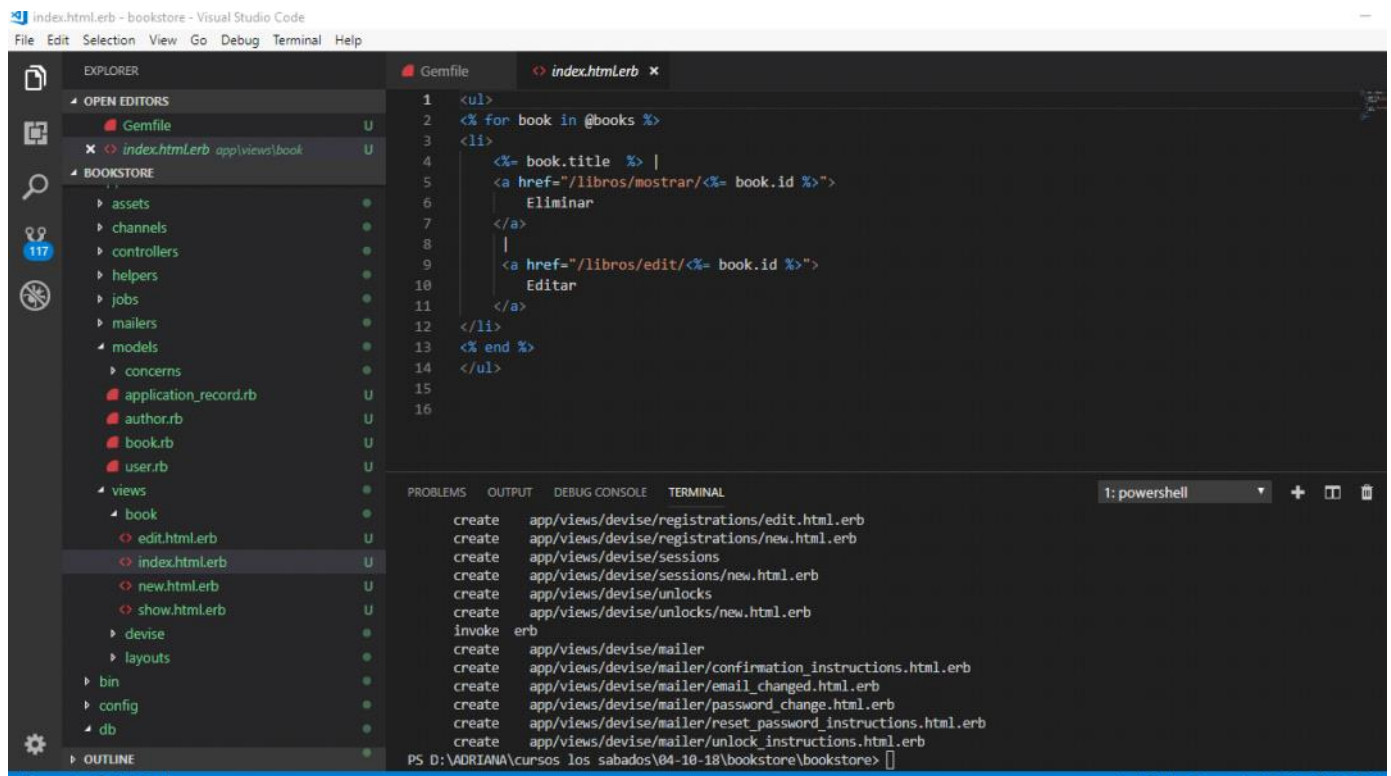 index.html.erb - bookstore - Visual Studio Code
File Edit Selection View Go Debug Terminal Help
EXPLORER
OPEN EDITORS
Gemfile U
index.html.erb app\views\book U
BOOKSTORE
assets
channels
controllers
helpers
jobs
mailers
models
concerns
application_record.rb U
author.rb U
book.rb U
user.rb U
views
book
edit.html.erb U
index.html.erb U
new.html.erb U
show.html.erb U
devise
layouts
bin
config
db
OUTLINE
117
Gemfile index.html.erb
1 <ul>
2 <% for book in @books %>
3 <li>
4 <%= book.title %> |
5 <a href="/libros/mostrar/<%= book.id %>">
6 Eliminar
7 </a>
8 |
9 <a href="/libros/edit/<%= book.id %>">
10 Editar
11 </a>
12 </li>
13 <% end %>
14 </ul>
15
16
PROBLEMS OUTPUT DEBUG CONSOLE TERMINAL 1: powershell
create app/views/devise/registrations/edit.html.erb
create app/views/devise/registrations/new.html.erb
create app/views/devise/sessions
create app/views/devise/sessions/new.html.erb
create app/views/devise/unlocks
create app/views/devise/unlocks/new.html.erb
invoke erb
create app/views/devise/mailer
create app/views/devise/mailer/confirmation_instructions.html.erb
create app/views/devise/mailer/email_changed.html.erb
create app/views/devise/mailer/password_change.html.erb
create app/views/devise/mailer/reset_password_instructions.html.erb
create app/views/devise/mailer/unlock_instructions.html.erb
PS D:\ADRIANA\cursos los sabados\04-10-18\bookstore\bookstore>